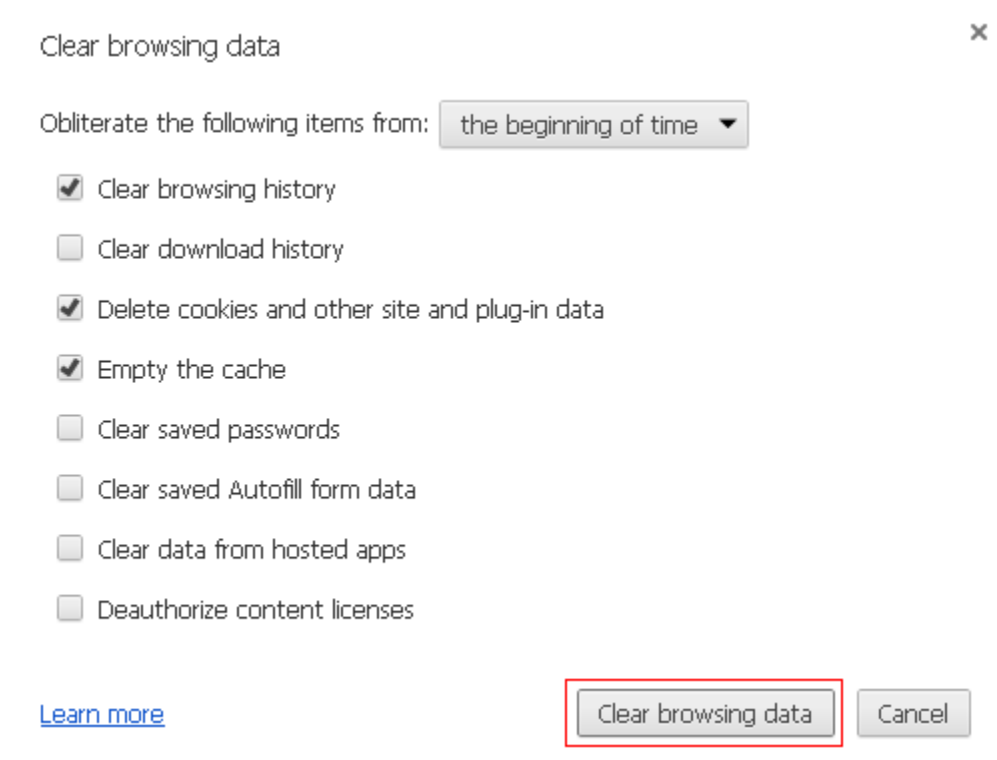 Clear browsing data
Obliterate the following items from: the beginning of time
Clear browsing history
Clear download history
Delete cookies and other site and plug-in data
Empty the cache
Clear saved passwords
Clear saved Autofill form data
Clear data from hosted apps
Deauthorize content licenses
Learn more Clear browsing data Cancel